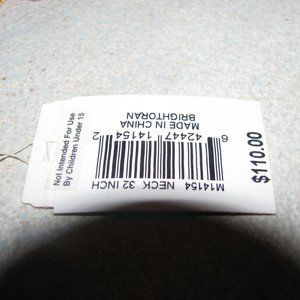 BRIGHTORAN
MADE IN CHINA
6 42447 14154 2
M14154 NECK 32 INCH
$110.00
Not Intended For Use
By Children Under 15